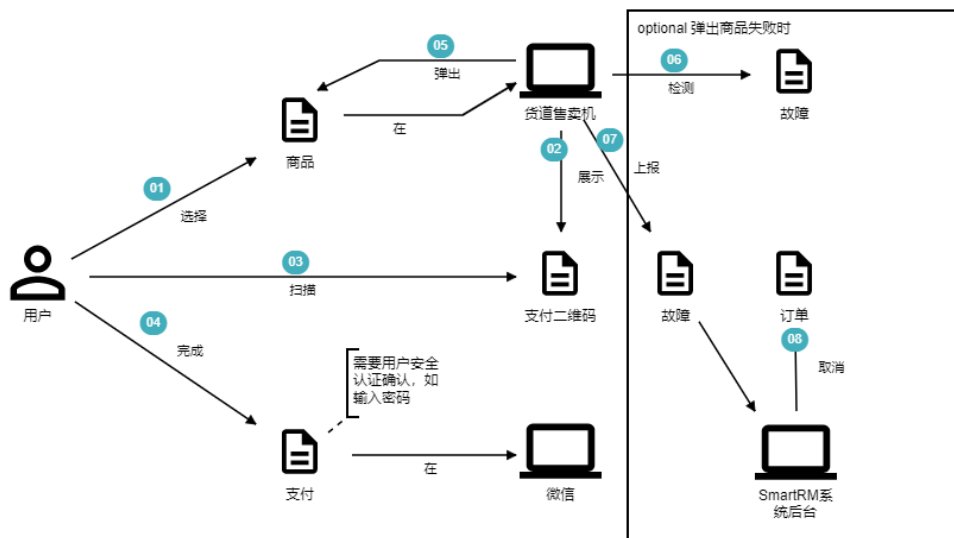 optional 弹出商品失败时
05
弹出
06
检测
货道售卖机
故障
在
商品
02
07
展示
上报
01
选择
03
扫描
用户
支付二维码
故障
订单
04
完成
08
取消
需要用户安全
认证确认，如
输入密码
支付
在
微信
SmartRM系
统后台